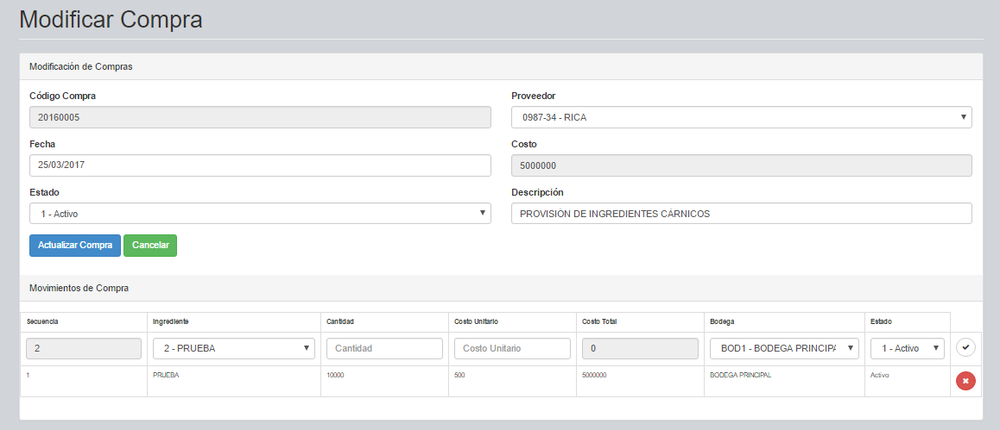 Modificar Compra
Modificación de Compras
Código Compra
Proveedor
20160005
0987-34 - RICA
Fecha
Costo
25/03/2017
5000000
Estado
Descripción
1 - Activo
PROVISIÓN DE INGREDIENTES CÁRNICOS
Actualizar Compra
Cancelar
Movimientos de Compra
Secuencia Ingrediente Cantidad Costo Unitario Costo Total Bodega Estado
2 2 - PRUEBA Cantidad Costo Unitario 0 BOD1 - BODEGA PRINCIPA 1 - Activo
1 PRUEBA 10000 500 5000000 BODEGA PRINCIPAL Activo